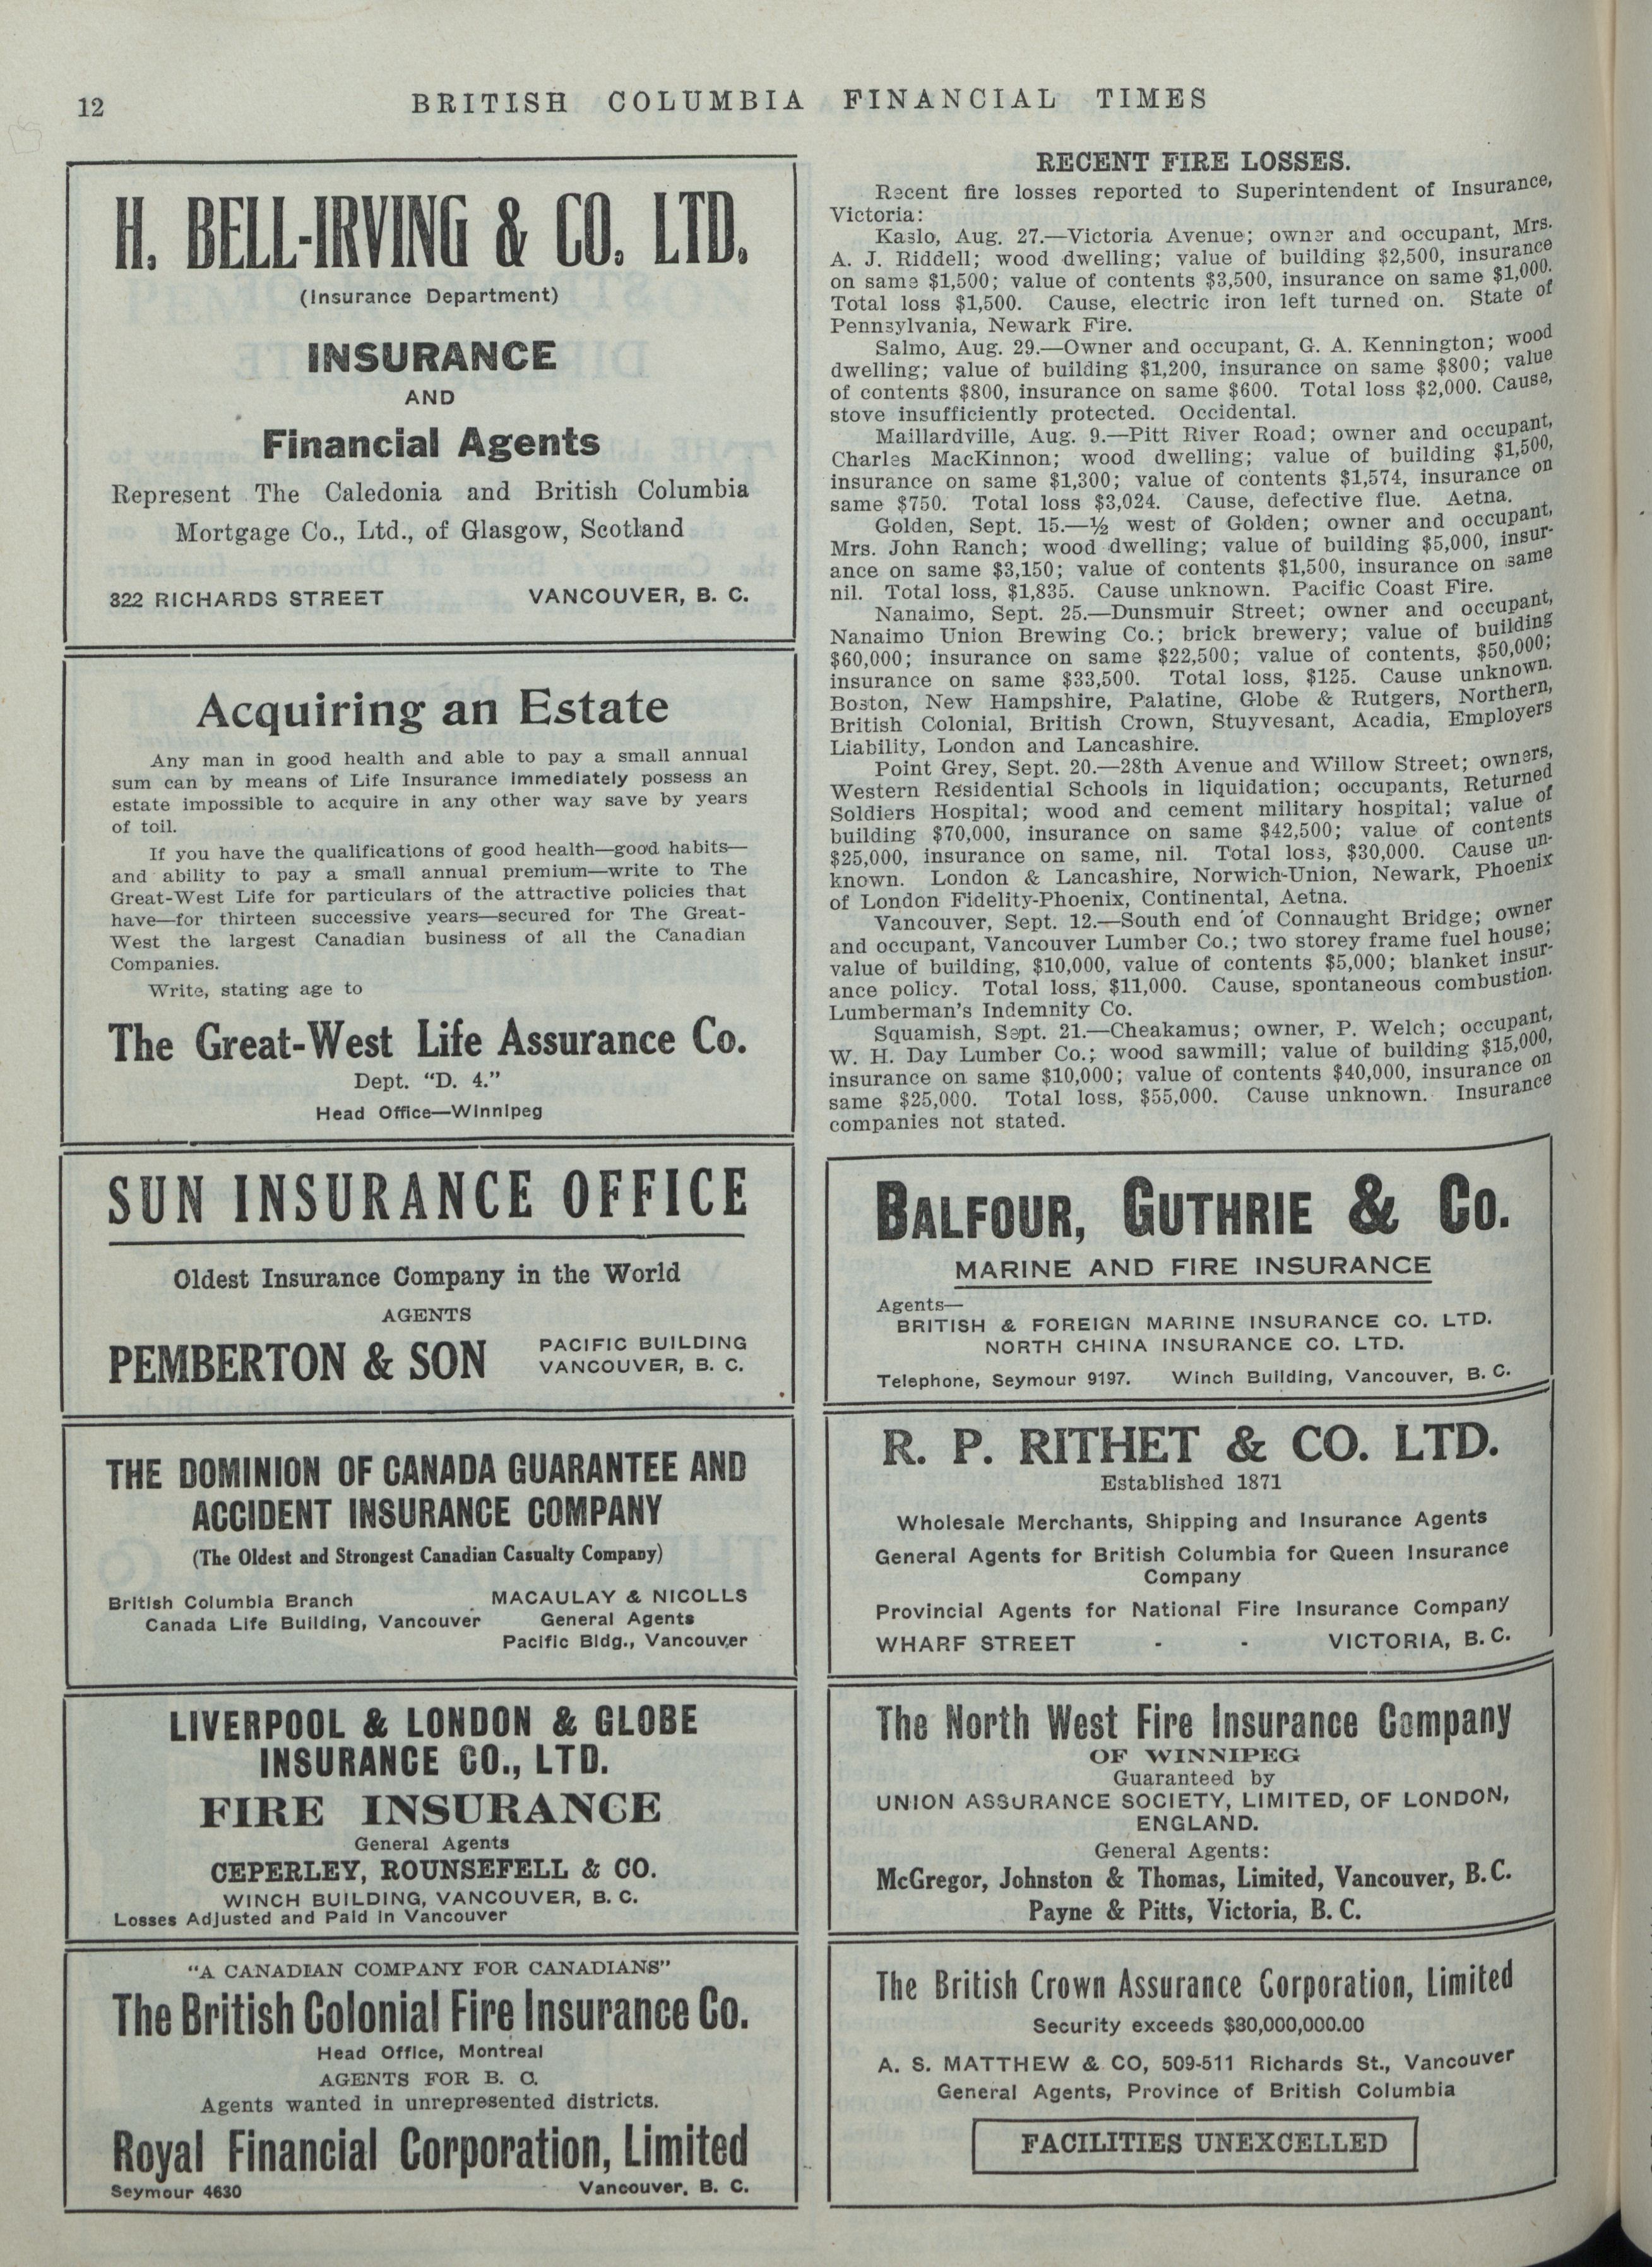 12
BRITISH COLUMBIA FINANCIAL TIMES
H. BELL-IRVING & CO. LTD.
(Insurance Department)
INSURANCE
AND
Financial Agents
Represent The Caledonia and British Columbia
Mortgage Co., Ltd., of Glasgow, Scotland
322 RICHARDS STREET VANCOUVER, B. C.
Acquiring an Estate
Any man in good health and able to pay a small annual
sum can by means of Life Insurance immediately possess an
estate impossible to acquire in any other way save by years
of toil.
If you have the qualifications of good health—good habits—
and ability to pay a small annual premium—write to The
Great-West Life for particulars of the attractive policies that
have—for thirteen successive years—secured for The Great-
West the largest Canadian business of all the Canadian
Companies.
Write, stating age to
The Great-West Life Assurance Co.
Dept. “D. 4.”
Head Office—Winnipeg
SUN INSURANCE OFFICE
Oldest Insurance Company in the World
AGENTS
PEMBERTON & SON
PACIFIC BUILDING
VANCOUVER, B. C.
THE DOMINION OF CANADA GUARANTEE AND
ACCIDENT INSURANCE COMPANY
(The Oldest and Strongest Canadian Casualty Company)
British Columbia Branch
Canada Life Building, Vancouver
MACAULAY & NICOLLS
General Agents
Pacific Bldg., Vancouver
LIVERPOOL & LONDON & GLOBE
INSURANCE CO., LTD.
FIRE INSURANCE
General Agents
CEPERLEY, ROUNSEFELL & CO.
WINCH BUILDING, VANCOUVER, B. C.
Losses Adjusted and Paid in Vancouver
“A CANADIAN COMPANY FOR CANADIANS”
The British Colonial Fire Insurance Co.
Head Office, Montreal
AGENTS FOR B. C.
Agents wanted in unrepresented districts.
Royal Financial Corporation, Limited
Seymour 4630 Vancouver, B. C.
RECENT FIRE LOSSES.
Recent fire losses reported to Superintendent of Insurance,
Victoria:
Kaslo, Aug. 27.—Victoria Avenue; owner and occupant, Mrs.
A. J. Riddell; wood dwelling; value of building $2,500, insurance
on same $1,500; value of contents $3,500, insurance on same $1,000.
Total loss $1,500. Cause, electric iron left turned on. State of
Pennsylvania, Newark Fire.
Salmo, Aug. 29.—Owner and occupant, G. A. Kennington; wood
dwelling; value of building $1,200, insurance on same $800; value
of contents $800, insurance on same $600. Total loss $2,000. Cause,
stove insufficiently protected. Occidental.
Maillardville, Aug. 9.—Pitt River Road; owner and occupant,
Charles MacKinnon; wood dwelling; value of building $1,500,
insurance on same $1,300; value of contents $1,574, insurance on
same $750. Total loss $3,024. Cause, defective flue. Aetna.
Golden, Sept. 15.—½ west of Golden; owner and occupant,
Mrs. John Ranch; wood dwelling; value of building $5,000, insur-
ance on same $3,150; value of contents $1,500, insurance on same
nil. Total loss, $1,835. Cause unknown. Pacific Coast Fire.
Nanaimo, Sept. 25.—Dunsmuir Street; owner and occupant,
Nanaimo Union Brewing Co.; brick brewery; value of building
$60,000; insurance on same $22,500; value of contents, $50,000;
insurance on same $33,500. Total loss, $125. Cause unknown.
Boston, New Hampshire, Palatine, Globe & Rutgers, Northern,
British Colonial, British Crown, Stuyvesant, Acadia, Employers
Liability, London and Lancashire.
Point Grey, Sept. 20.—28th Avenue and Willow Street; owners,
Western Residential Schools in liquidation; occupants, Returned
Soldiers Hospital; wood and cement military hospital; value of
building $70,000, insurance on same $42,500; value of contents
$25,000, insurance on same, nil. Total loss, $30,000. Cause un-
known. London & Lancashire, Norwich-Union, Newark, Phoenix
of London Fidelity-Phoenix, Continental, Aetna.
Vancouver, Sept. 12.—South end of Connaught Bridge; owner
and occupant, Vancouver Lumber Co.; two storey frame fuel house;
value of building, $10,000, value of contents $5,000; blanket insur-
ance policy. Total loss, $11,000. Cause, spontaneous combustion.
Lumberman's Indemnity Co.
Squamish, Sept. 21.—Cheakamus; owner, P. Welch; occupant,
W. H. Day Lumber Co.; wood sawmill; value of building $15,000,
insurance on same $10,000; value of contents $40,000, insurance on
same $25,000. Total loss, $55,000. Cause unknown. Insurance
companies not stated.
BALFOUR, GUTHRIE & CO.
MARINE AND FIRE INSURANCE
Agents—
BRITISH & FOREIGN MARINE INSURANCE CO. LTD.
NORTH CHINA INSURANCE CO. LTD.
Telephone, Seymour 9197. Winch Building, Vancouver, B. C.
R. P. RITHET & CO. LTD.
Established 1871
Wholesale Merchants, Shipping and Insurance Agents
General Agents for British Columbia for Queen Insurance
Company
Provincial Agents for National Fire Insurance Company
WHARF STREET - - VICTORIA, B. C.
The North West Fire Insurance Company
OF WINNIPEG
Guaranteed by
UNION ASSURANCE SOCIETY, LIMITED, OF LONDON,
ENGLAND.
General Agents:
McGregor, Johnston & Thomas, Limited, Vancouver, B. C.
Payne & Pitts, Victoria, B. C.
The British Crown Assurance Corporation, Limited
Security exceeds $30,000,000.00
A. S. MATTHEW & CO, 509-511 Richards St., Vancouver
General Agents, Province of British Columbia
FACILITIES UNEXCELLED